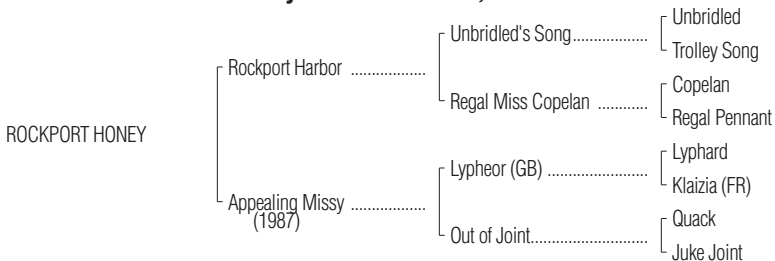 Unbridled
Unbridled's Song.................
Trolley Song
Rockport Harbor ..................
Copelan
Regal Miss Copelan ............
Regal Pennant
ROCKPORT HONEY
Lyphard
Lypheor (GB) ........................
Klaizia (FR)
Appealing Missy ..................
(1987)
Quack
Out of Joint............................
Juke Joint